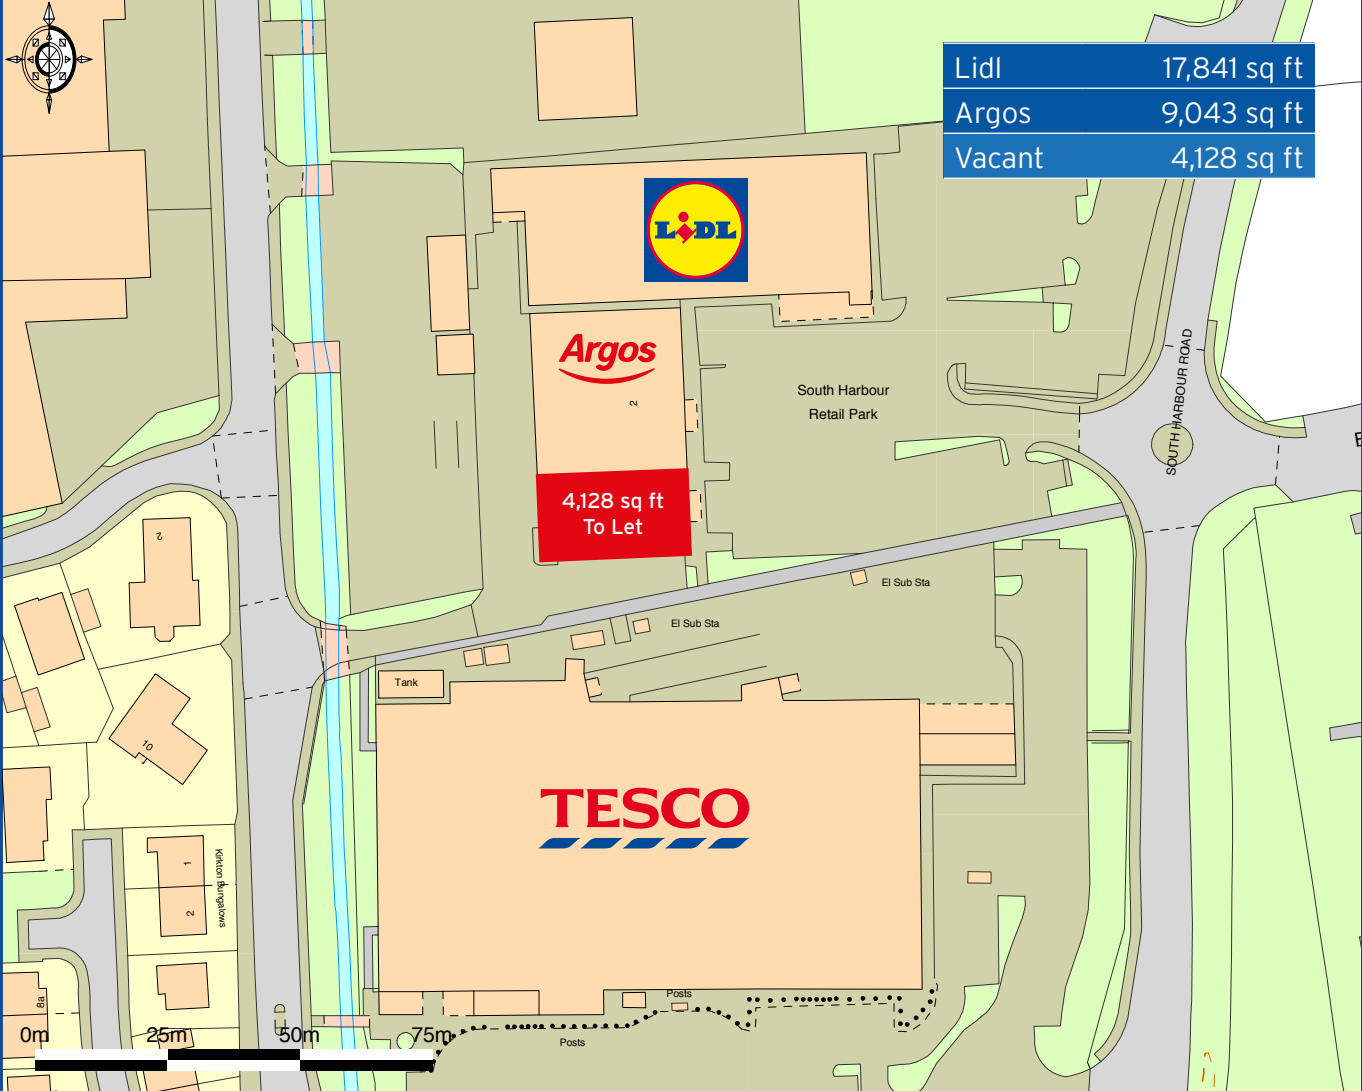 Lidl 17,841 sq ft
Argos 9,043 sq ft
Vacant 4,128 sq ft
LIDL
Argos
2
South Harbour
Retail Park
SOUTH HARBOUR ROAD
4,128 sq ft
To Let
2
El Sub Sta
El Sub Sta
Tank
10
TESCO
1
Kirkton Bungalows
2
8a
Posts
Posts
0m 25m 50m 75m